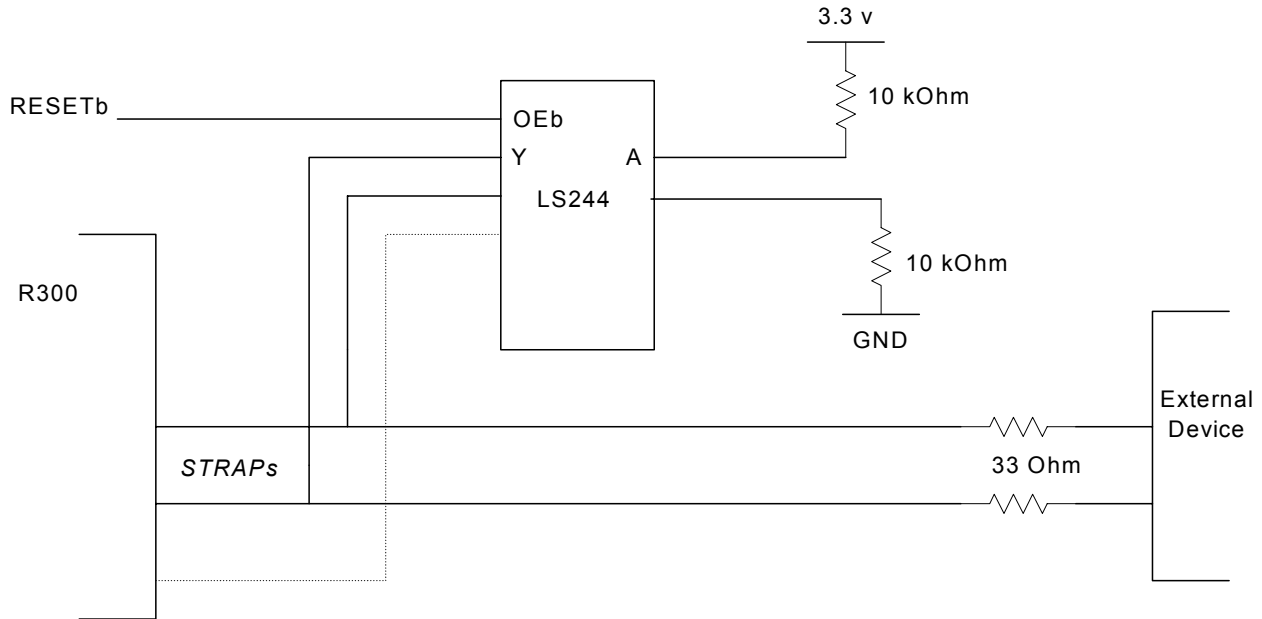 3.3 v
10 kOhm
RESETb
OEb
Y A
LS244
10 kOhm
R300
GND
External
Device
STRAPs
33 Ohm